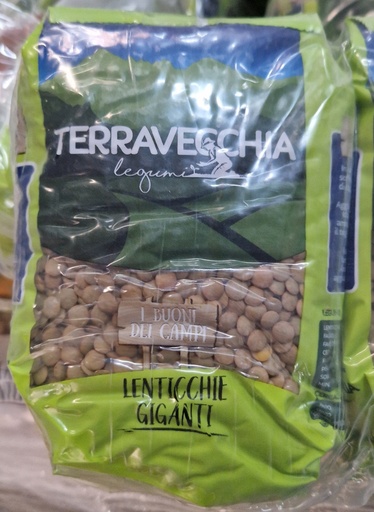 TERRAVECCHIA
legumi
I BUONI
DEI CAMPI
LENTICCHIE
GIGANTI